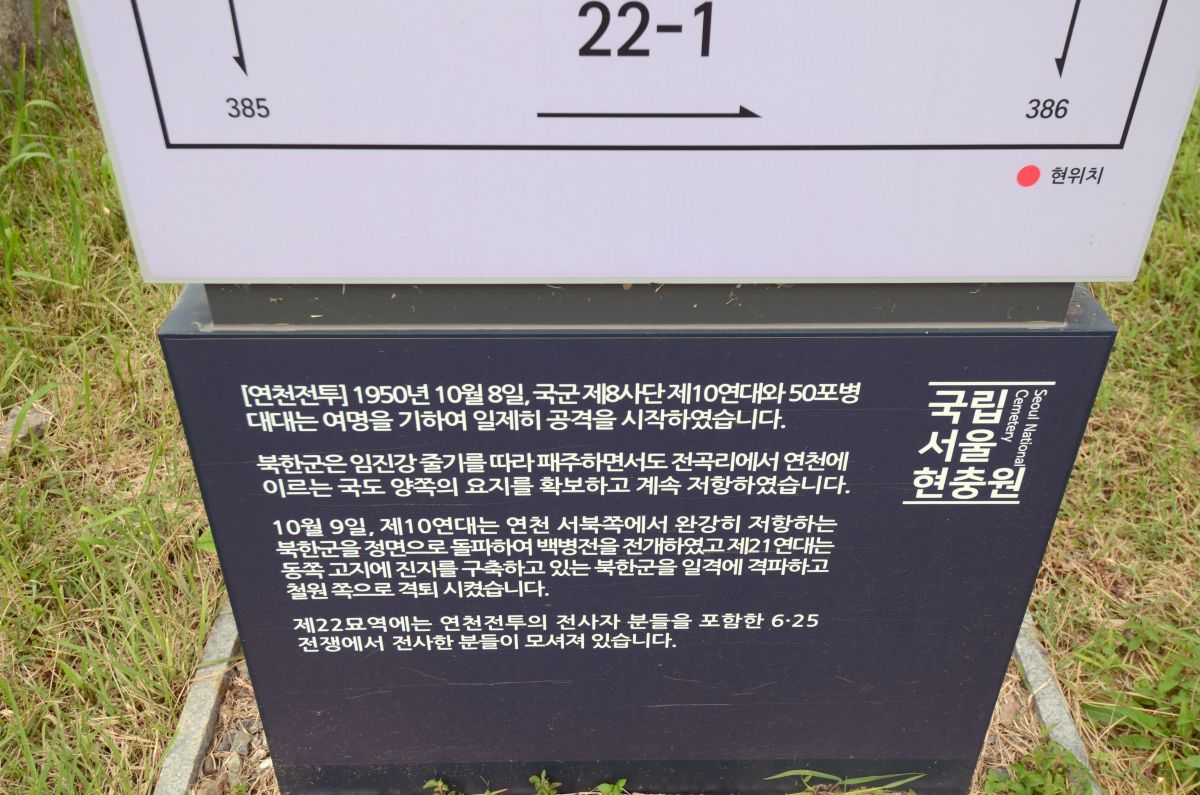 22-1
385
386
현위치
[연천전투] 1950년 10월 8일, 국군 제8사단 제10연대와 50포병
대대는 여명을 기하여 일제히 공격을 시작하였습니다.
북한군은 임진강 줄기를 따라 패주하면서도 전곡리에서 연천에
이르는 국도 양쪽의 요지를 확보하고 계속 저항하였습니다.
10월 9일, 제10연대는 연천 서북쪽에서 완강히 저항하는
북한군을 정면으로 돌파하여 백병전을 전개하였고 제21연대는
동쪽 고지에 진지를 구축하고 있는 북한군을 일격에 격파하고
철원 쪽으로 격퇴 시켰습니다.
제22묘역에는 연천전투의 전사자 분들을 포함한 6·25
전쟁에서 전사한 분들이 모셔져 있습니다.
국립
서울
현충원
Seoul National
Cemetery